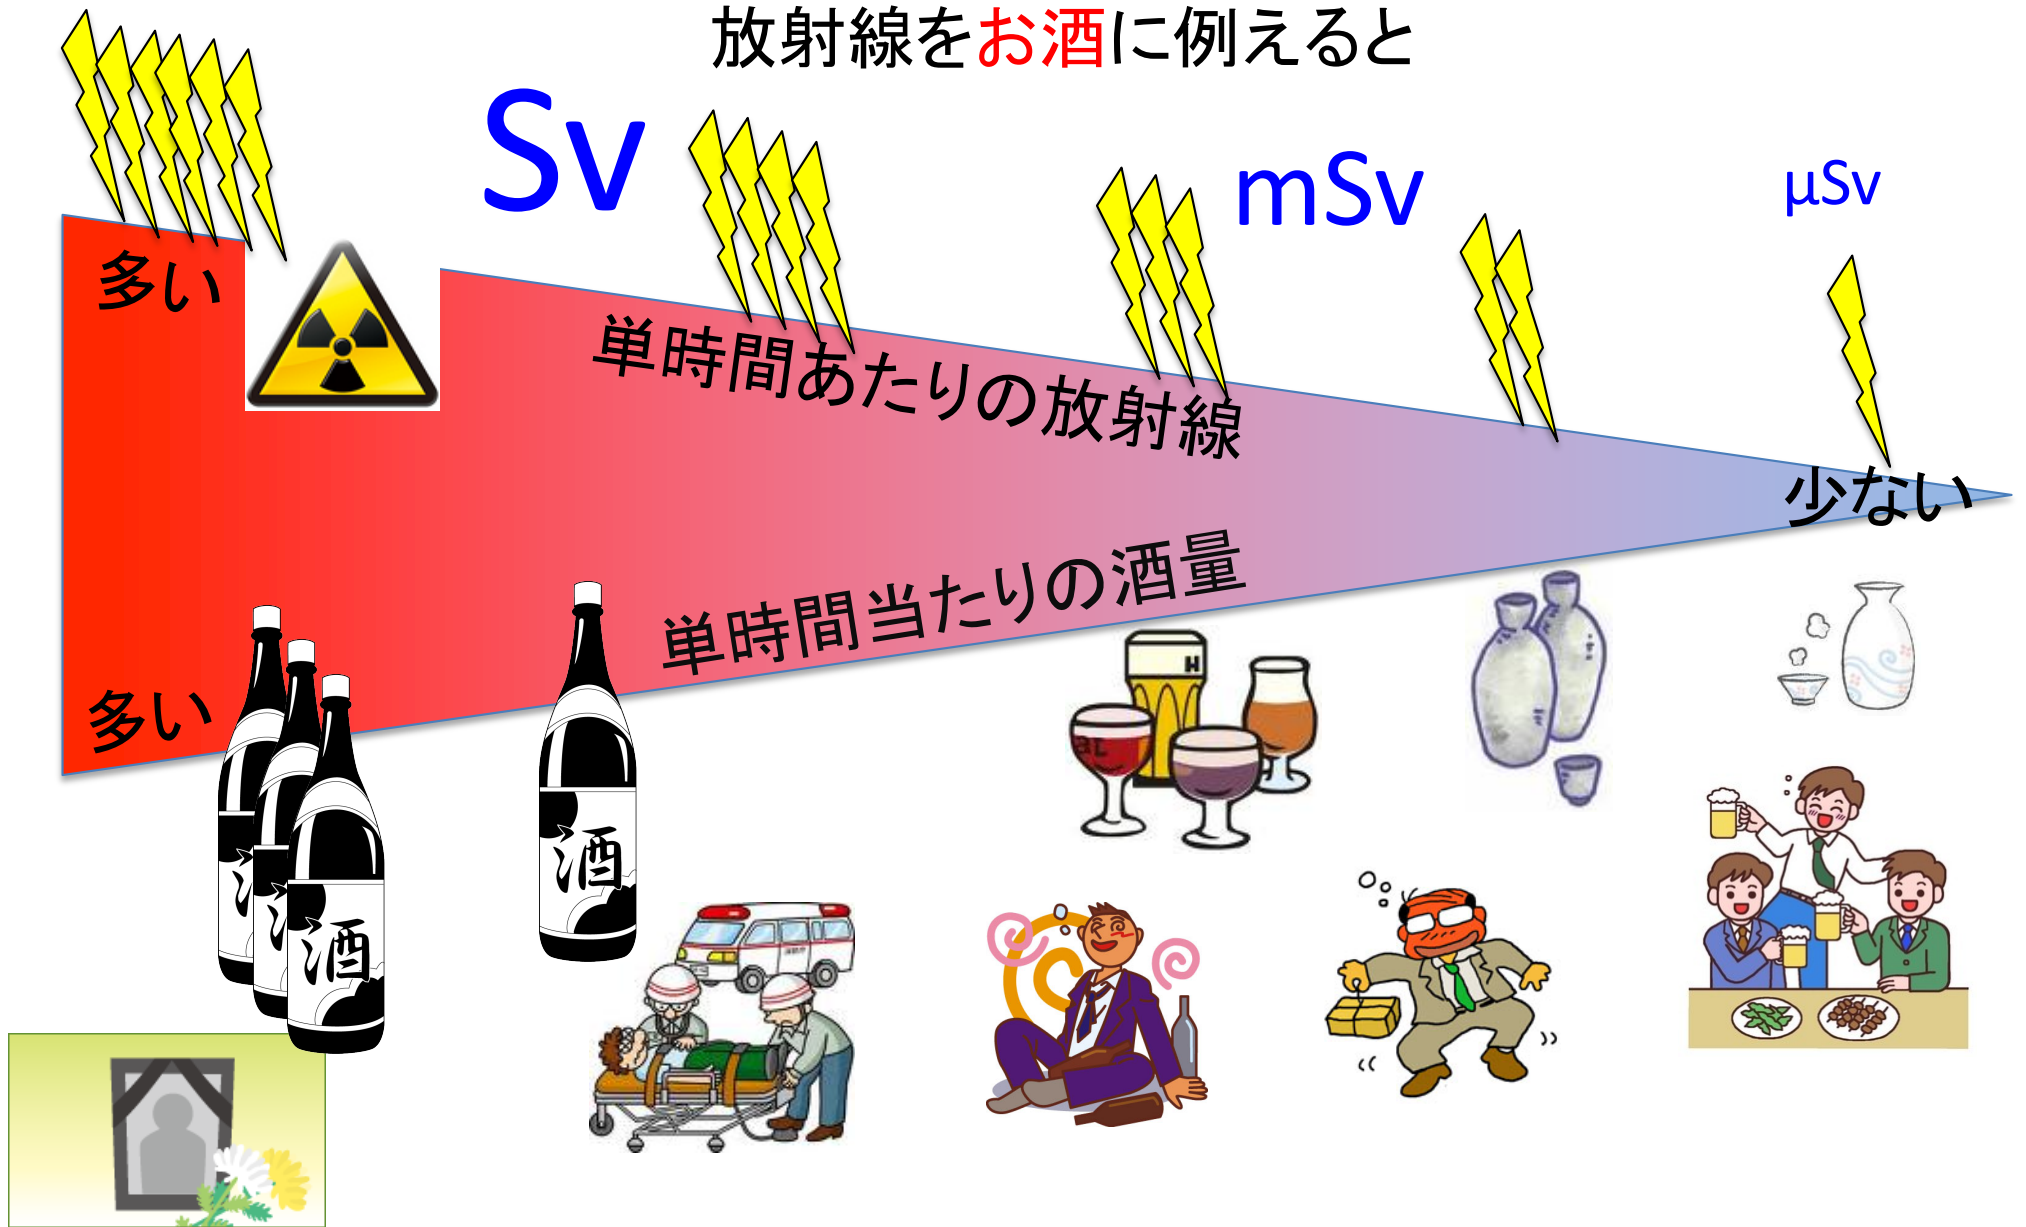 放射線をお酒に例えると
Sv
mSv
μSv
多い
単時間あたりの放射線
少ない
単時間当たりの酒量
多い
酒
酒
H